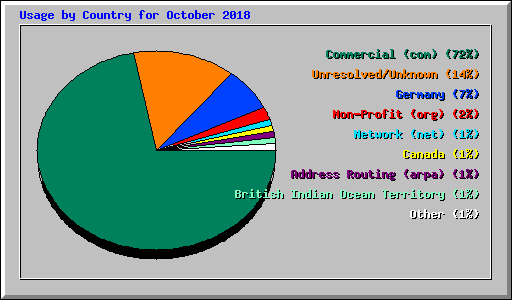 Usage by Country for October 2018
Commercial (com) (72%)
Unresolved/Unknown (14%)
Germany (7%)
Non-Profit (org) (2%)
Network (net) (1%)
Canada (1%)
Address Routing (arpa) (1%)
British Indian Ocean Territory (1%)
Other (1%)